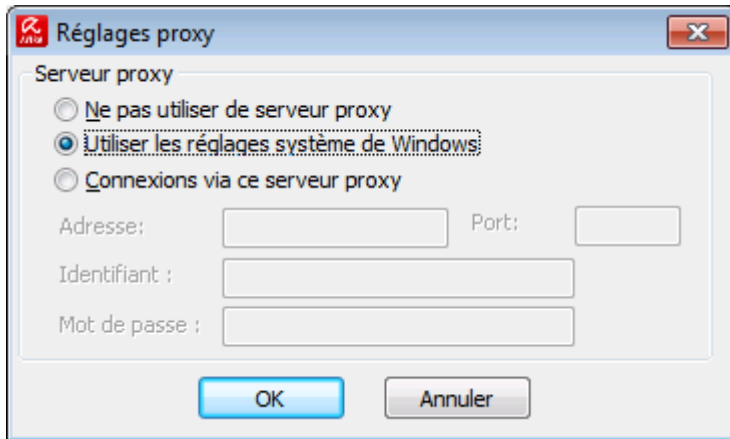 Réglages proxy
Serveur proxy
Ne pas utiliser de serveur proxy
Utiliser les réglages système de Windows
Connexions via ce serveur proxy
Adresse: Port:
Identifiant :
Mot de passe :
OK Annuler